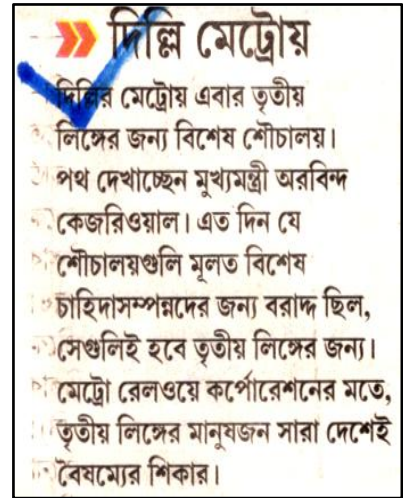 দিল্লি মেট্রোয়
দিল্লির মেট্রোয় এবার তৃতীয়
লিঙ্গের জন্য বিশেষ শৌচালয়।
পথ দেখাচ্ছেন মুখ্যমন্ত্রী অরবিন্দ
কেজরিওয়াল। এত দিন যে
শৌচালয়গুলি মূলত বিশেষ
চাহিদাসম্পন্নদের জন্য বরাদ্দ ছিল,
সেগুলিই হবে তৃতীয় লিঙ্গের জন্য।
মেট্রো রেলওয়ে কর্পোরেশনের মতে,
তৃতীয় লিঙ্গের মানুষজন সারা দেশেই
বৈষম্যের শিকার।